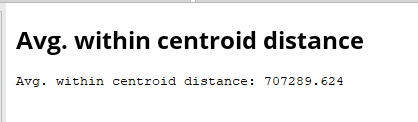 Avg. within centroid distance
Avg. within centroid distance: 707289.624